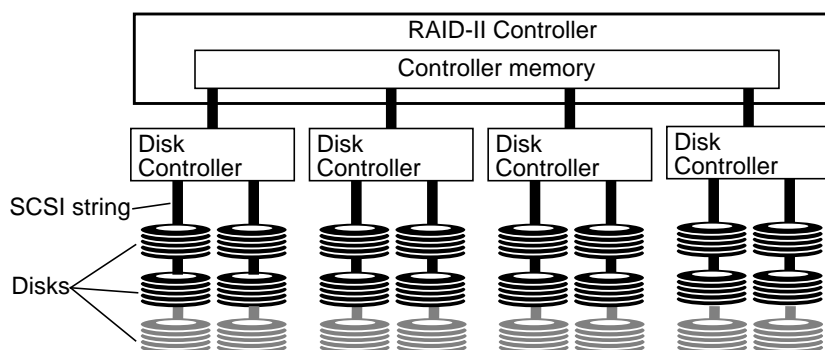 RAID-II Controller
Controller memory
Disk
Controller
Disk
Controller
Disk
Controller
Disk
Controller
SCSI string
Disks